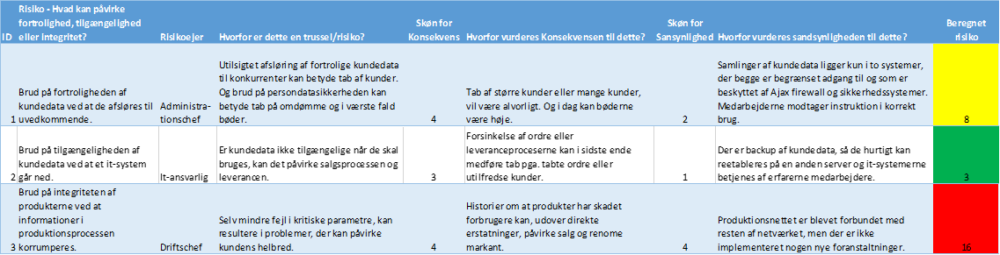 ID
Risiko - Hvad kan påvirke
fortrolighed, tilgængelighed
eller integritet?
Risikoejer
Hvorfor er dette en trussel/risiko?
Skøn for
Konsekvens
Hvorfor vurderes Konsekvensen til dette?
Skøn for
Sansynlighed
Hvorfor vurderes sandsynligheden til dette?
Beregnet
risiko
1
Brud på fortroligheden af
kundedata ved at de afsløres til
uvedkommende.
Administra-
tionschef
Utilsigtet afsløring af fortrolige kundedata
til konkurrenter kan betyde tab af kunder.
Og brud på persondatasikkerheden kan
betyde tab på omdømme og i værste fald
bøder.
4
Tab af større kunder eller mange kunder,
vil være alvorligt. Og i dag kan bøderne
være høje.
2
Samlinger af kundedata ligger kun i to systemer,
der begge er begrænset adgang til og som er
beskyttet af Ajax firewall og sikkerhedssystemer.
Medarbejderne modtager instruktion i korrekt
brug.
8
2
Brud på tilgængeligheden af
kundedata ved at et it-system
går ned.
It-ansvarlig
Er kundedata ikke tilgængelige når de skal
bruges, kan det påvirke salgsprocessen og
leverancen.
3
Forsinkelse af ordre eller
leveranceproceserne kan i sidste ende
medføre tab pga. tabte ordre eller
utilfredse kunder.
1
Der er backup af kundedata, så de hurtigt kan
reetableres på en anden server og it-systemerne
betjenes af erfarerne medarbejdere.
3
3
Brud på integriteten af
produkterne ved at
informationer i
produktionsprocessen
korrumperes.
Driftschef
Selv mindre fejl i kritiske parametre, kan
resultere i problemer, der kan påvirke
kundens helbred.
4
Historier om at produkter har skadet
forbrugere kan, udover direkte
erstatninger, påvirke salg og renome
markant.
4
Produktionsnettet er blevet forbundet med
resten af netværket, men der er ikke
implementeret nogen nye foranstaltninger.
16